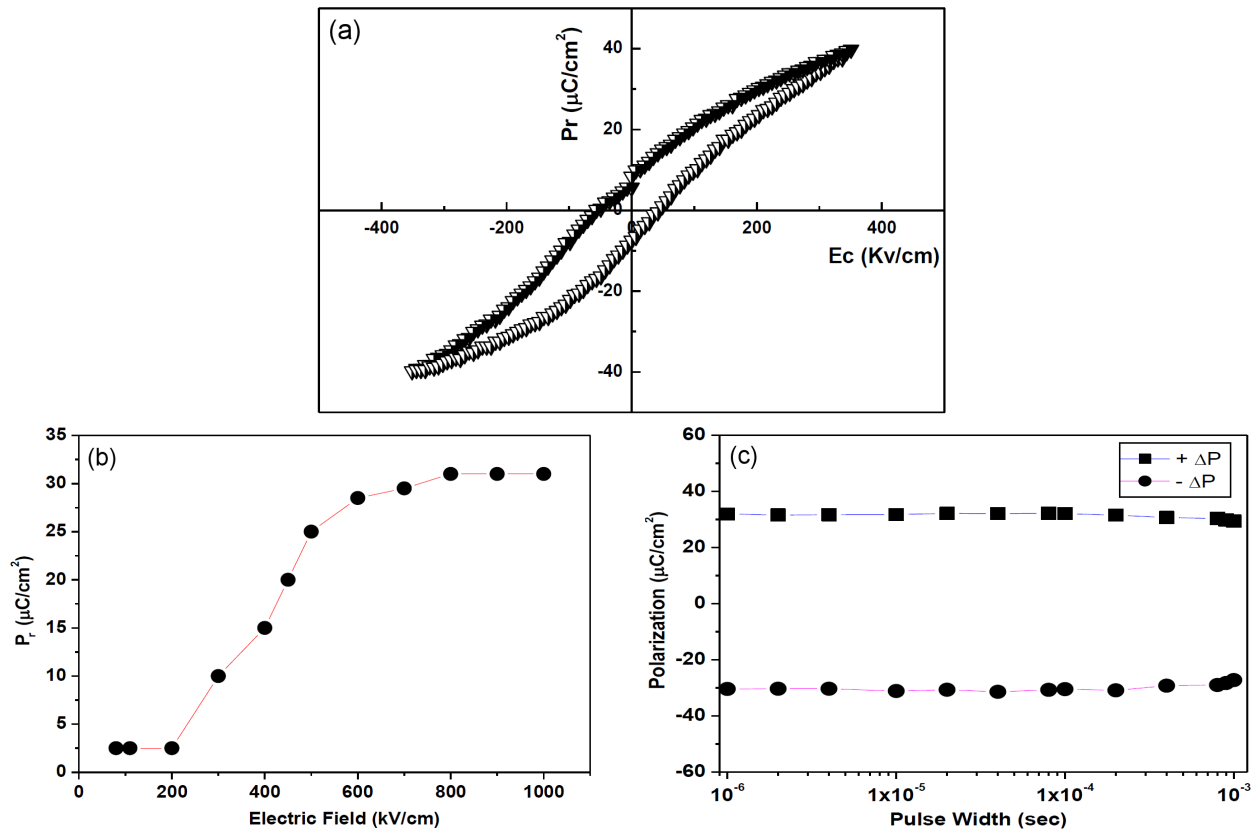 (a)
Pr (μC/cm²)
40
20
0
-20
-40
-400
-200
0
200
400
Ec (Kv/cm)
(b)
Pᵣ (μC/cm²)
35
30
25
20
15
10
5
0
0
200
400
600
800
1000
Electric Field (kV/cm)
(c)
+ ΔP
- ΔP
Polarization (μC/cm²)
60
40
20
0
-20
-40
-60
10⁻⁶
1x10⁻⁵
1x10⁻⁴
10⁻³
Pulse Width (sec)